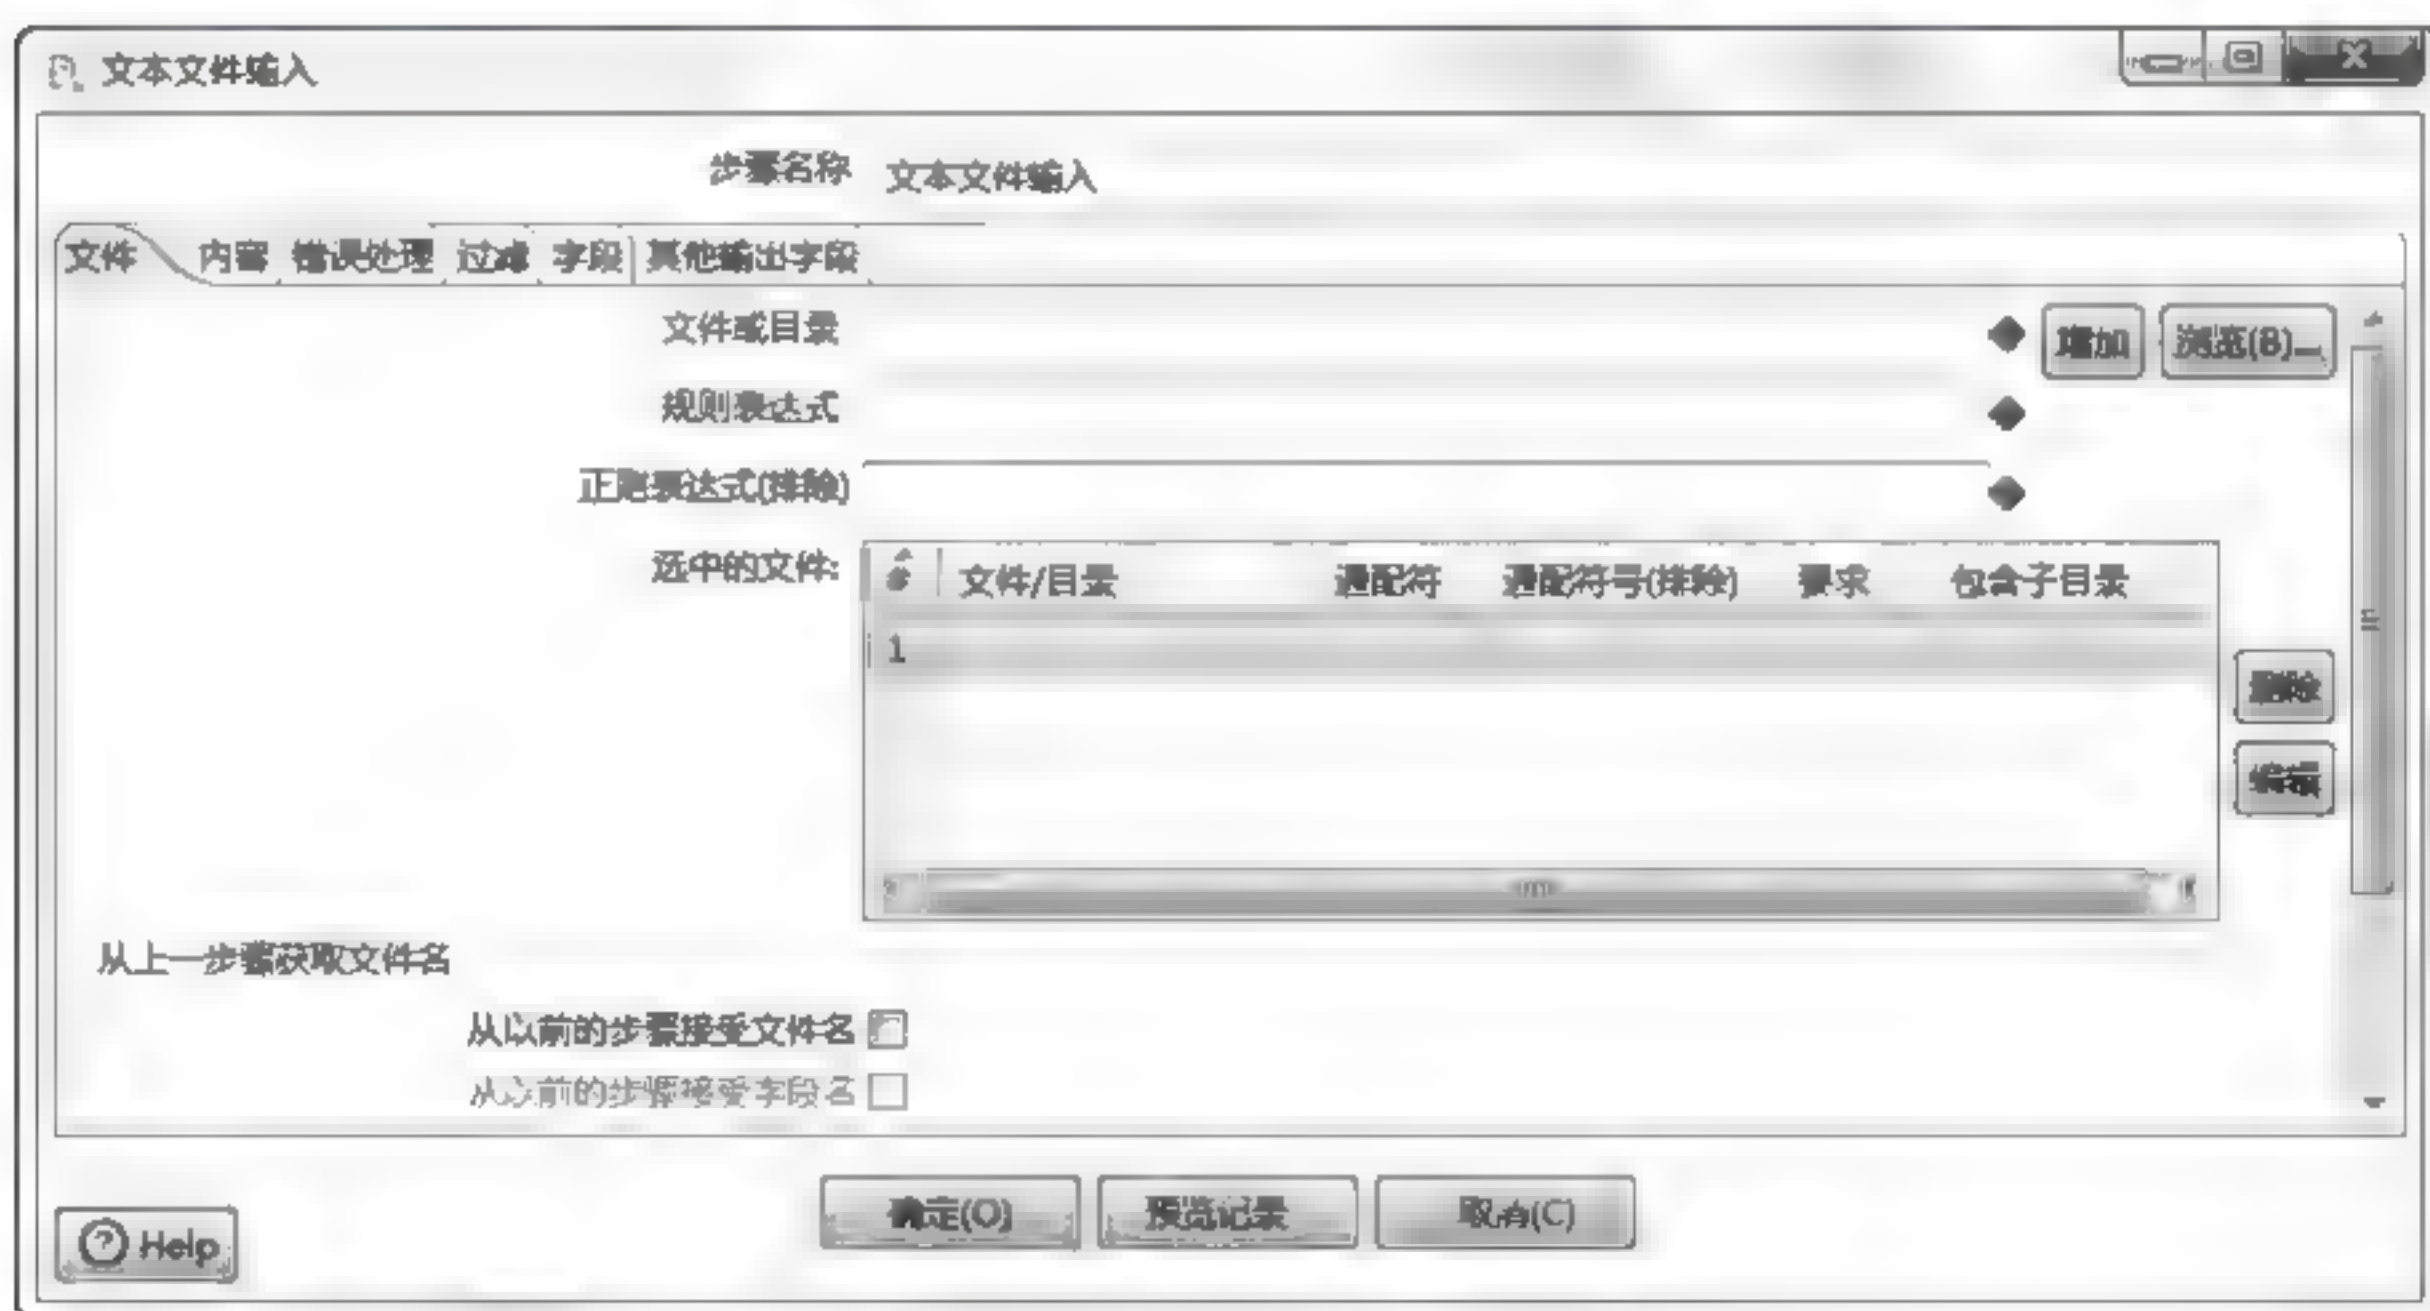 文本文件输入
步骤名称 文本文件输入
文件 内容 错误处理 过滤 字段 其他输出字段
文件或目录 增加 浏览(B)...
规则表达式
正则表达式(排除)
选中的文件: # 文件/目录 通配符 通配符号(排除) 要求 包含子目录
1
删除
编辑
从上一步骤获取文件名
从以前的步骤接受文件名
从以前的步骤接受字段名
确定(O) 预览记录 取消(C)
Help